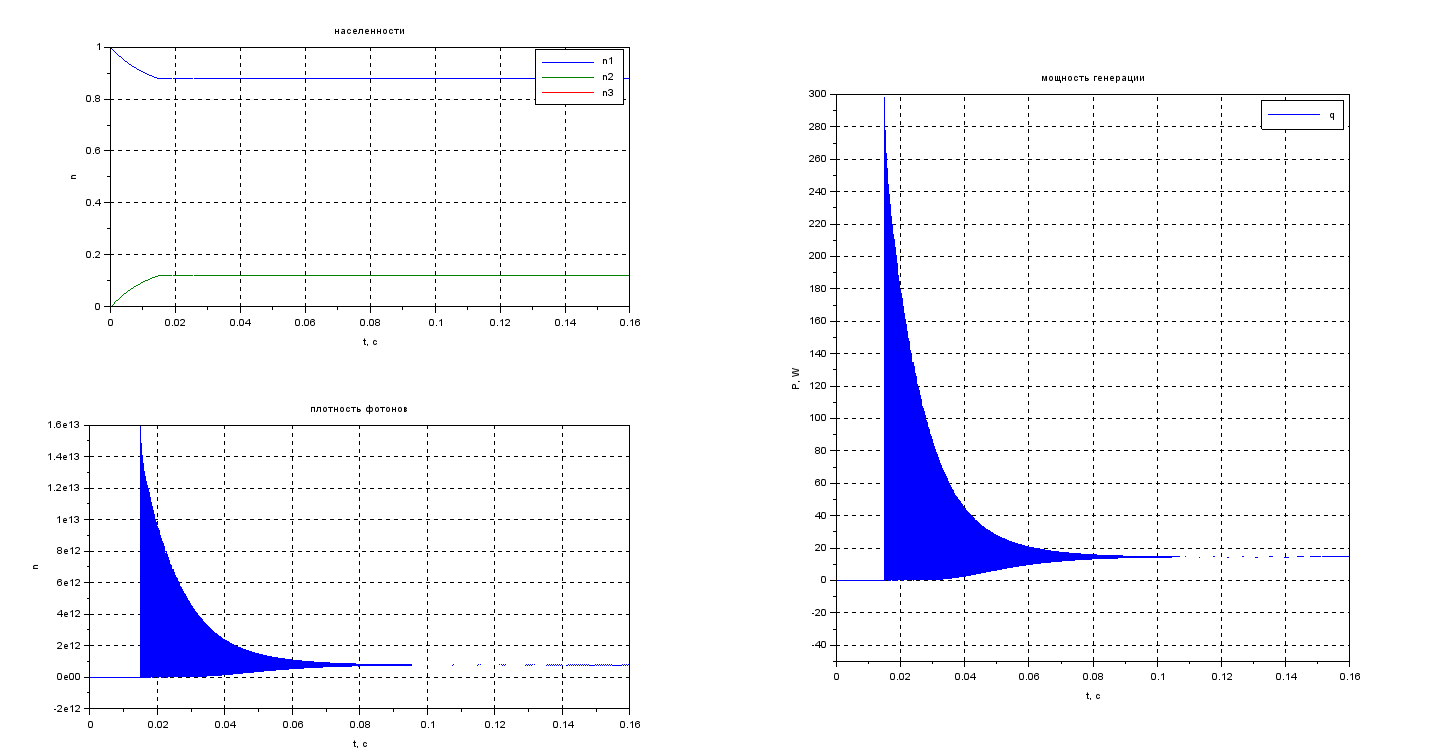 населенности
1
0.8
0.6
0.4
0.2
0
n
n1
n2
n3
0 0.02 0.04 0.06 0.08 0.1 0.12 0.14 0.16
t, c
плотность фотонов
1.6e13
1.4e13
1.2e13
1e13
8e12
6e12
4e12
2e12
0e00
-2e12
n
0 0.02 0.04 0.06 0.08 0.1 0.12 0.14 0.16
t, c
мощность генерации
300
280
260
240
220
200
180
160
140
120
100
80
60
40
20
0
-20
-40
P, W
q
0 0.02 0.04 0.06 0.08 0.1 0.12 0.14 0.16
t, c